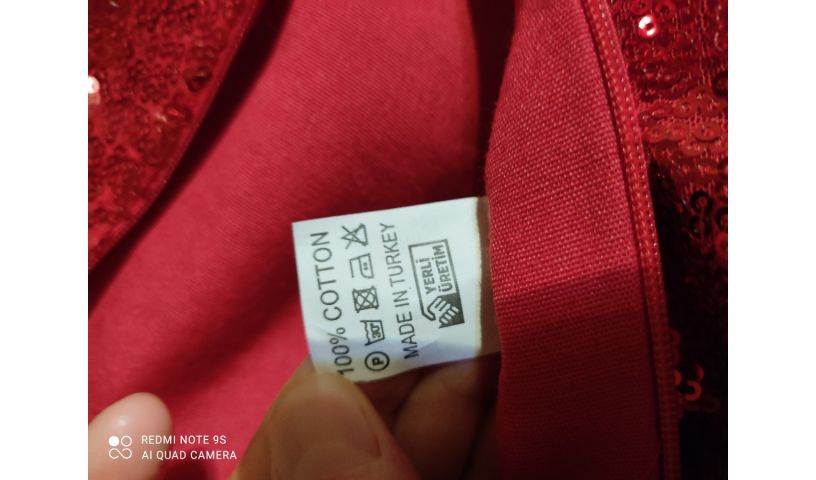 100% COTTON
P 30°
MADE IN TURKEY
YERLİ
ÜRETİM
REDMI NOTE 9S
AI QUAD CAMERA